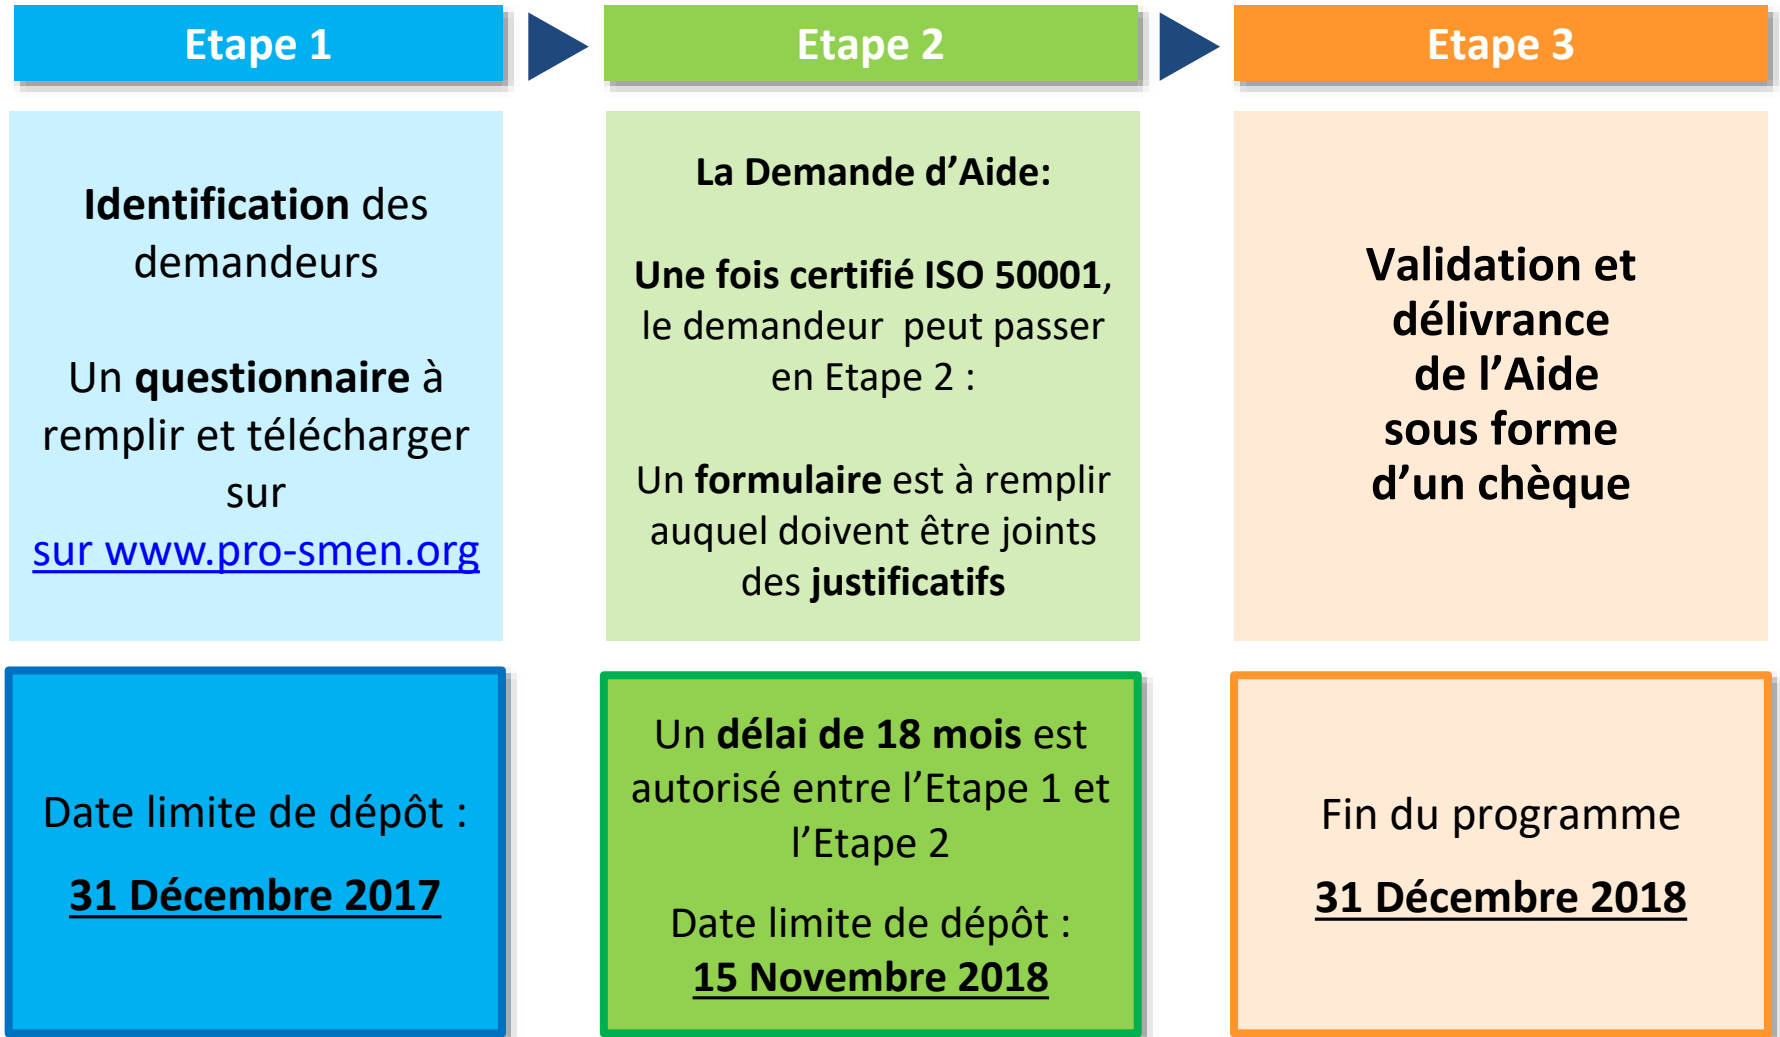 Etape 1
Identification des
demandeurs
Un questionnaire à
remplir et télécharger
sur
sur www.pro-smen.org
Date limite de dépôt :
31 Décembre 2017
Etape 2
La Demande d’Aide:
Une fois certifié ISO 50001,
le demandeur  peut passer
en Etape 2 :
Un formulaire est à remplir
auquel doivent être joints
des justificatifs
Un délai de 18 mois est
autorisé entre l’Etape 1 et
l’Etape 2
Date limite de dépôt :
15 Novembre 2018
Etape 3
Validation et
délivrance
de l’Aide
sous forme
d’un chèque
Fin du programme
31 Décembre 2018